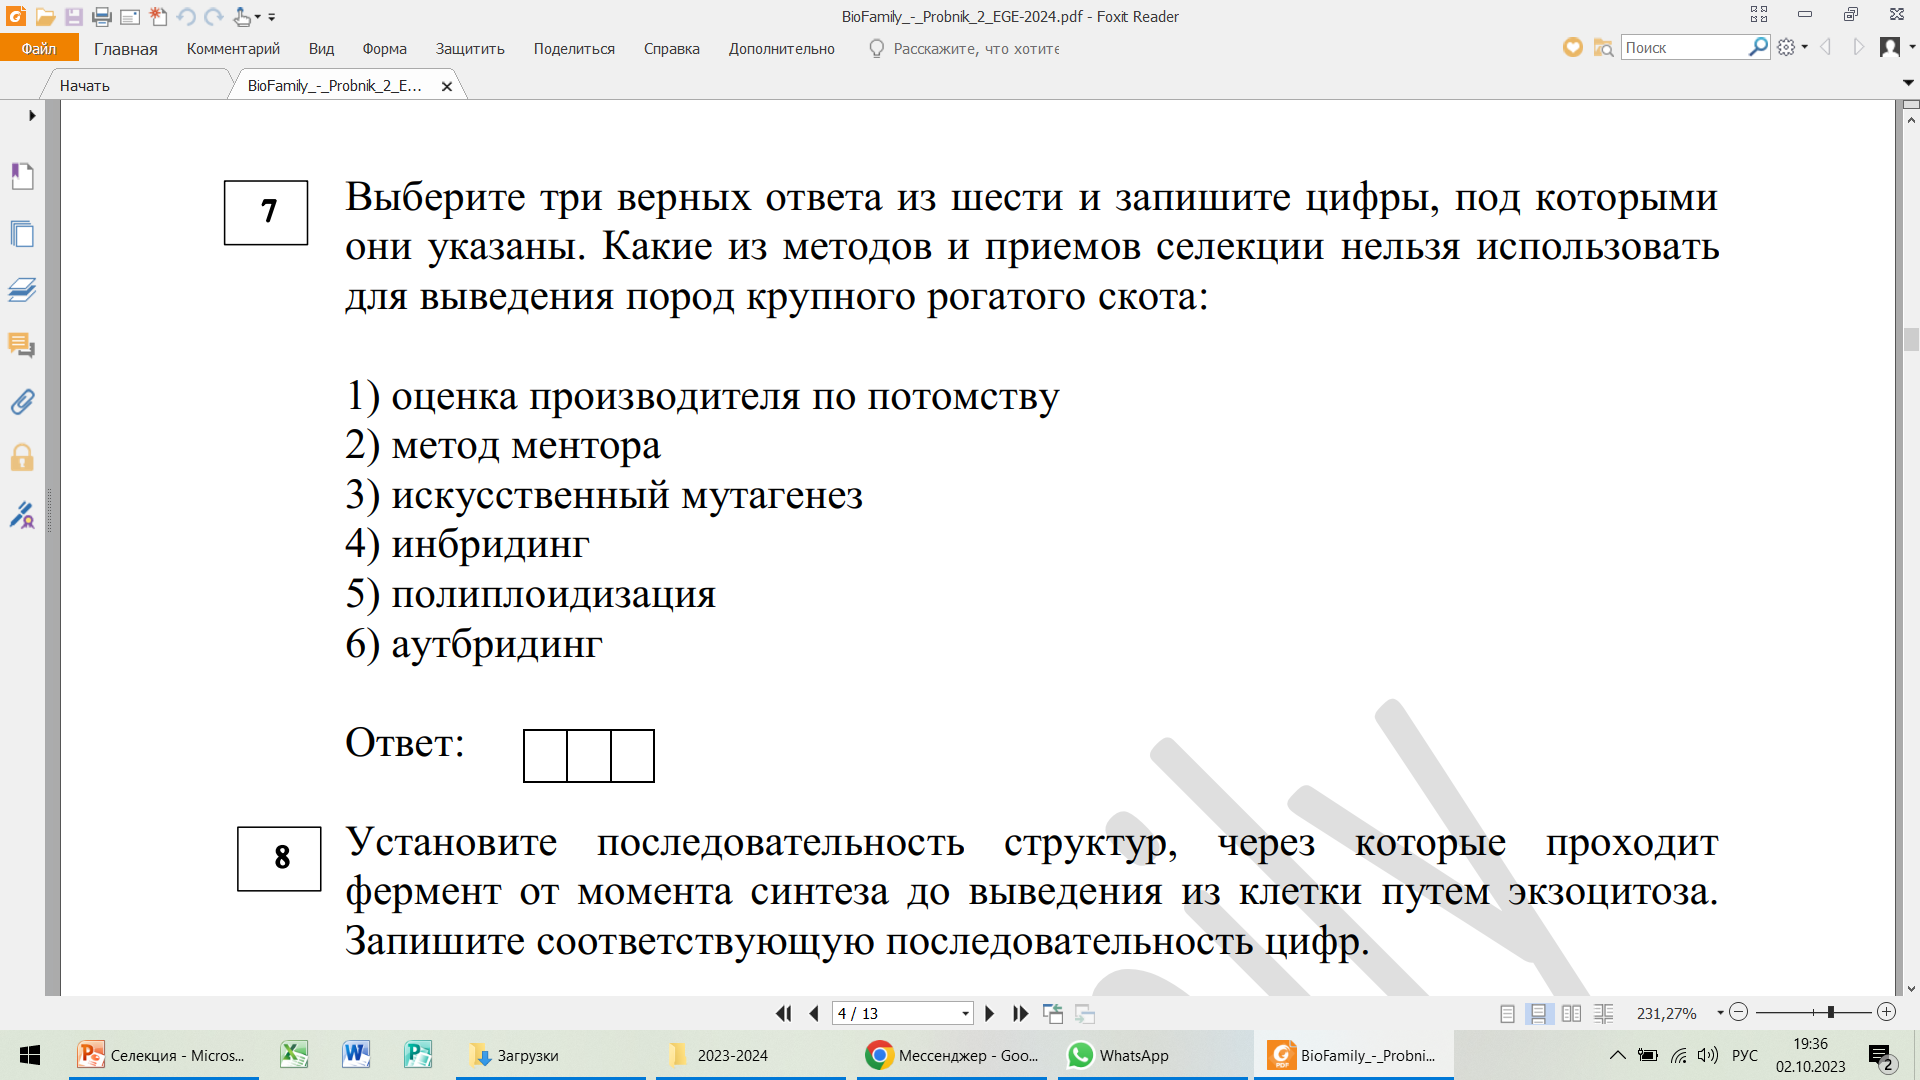 BioFamily_-_Probnik_2_EGE-2024.pdf - Foxit Reader
Файл Главная Комментарий Вид Форма Защитить Поделиться Справка Дополнительно Расскажите, что хотите Поиск
Начать BioFamily_-_Probnik_2_E...
7 Выберите три верных ответа из шести и запишите цифры, под которыми
они указаны. Какие из методов и приемов селекции нельзя использовать
для выведения пород крупного рогатого скота:
1) оценка производителя по потомству
2) метод ментора
3) искусственный мутагенез
4) инбридинг
5) полиплоидизация
6) аутбридинг
Ответ:
8 Установите последовательность структур, через которые проходит
фермент от момента синтеза до выведения из клетки путем экзоцитоза.
Запишите соответствующую последовательность цифр.
4 / 13 231,27%
Селекция - Micros... Загрузки 2023-2024 Мессенджер - Goo... WhatsApp BioFamily_-_Probni... РУС 19:36
02.10.2023 2